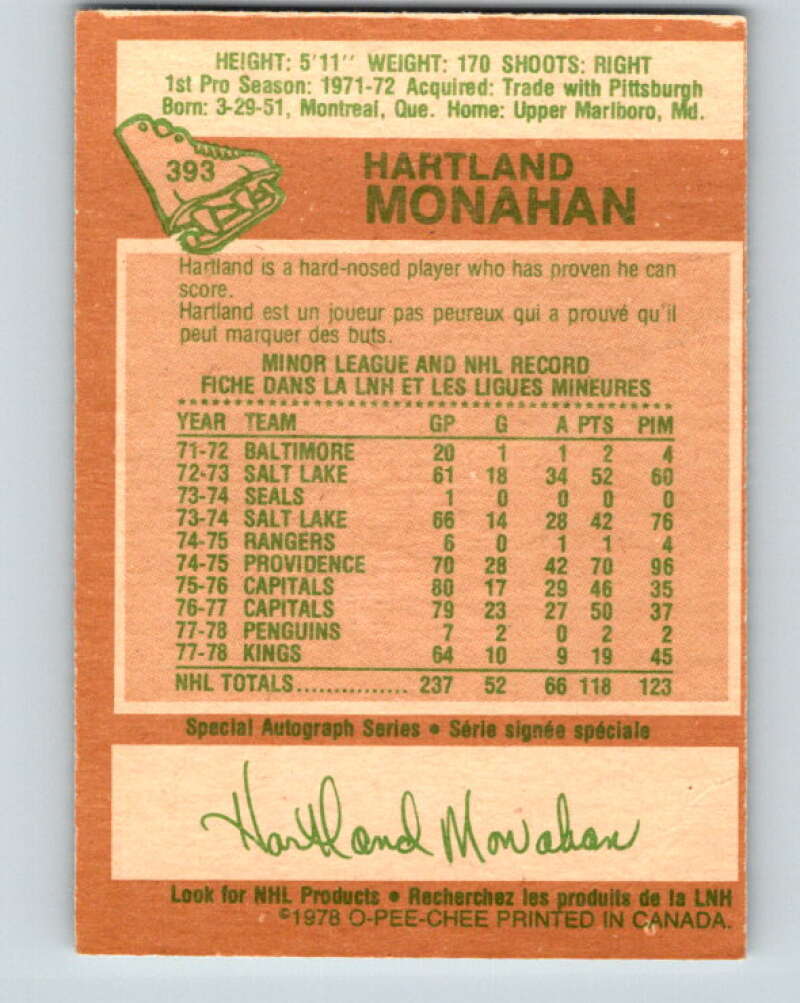 HEIGHT: 5'11" WEIGHT: 170 SHOOTS: RIGHT
1st Pro Season: 1971-72 Acquired: Trade with Pittsburgh
Born: 3-29-51, Montreal, Que. Home: Upper Marlboro, Md.
393
HARTLAND
MONAHAN
Hartland is a hard-nosed player who has proven he can
score.
Hartland est un joueur pas peureux qui a prouvé qu'il
peut marquer des buts.
MINOR LEAGUE AND NHL RECORD
FICHE DANS LA LNH ET LES LIGUES MINEURES
YEAR TEAM GP G A PTS PIM
71-72 BALTIMORE 20 1 1 2 4
72-73 SALT LAKE 61 18 34 52 60
73-74 SEALS 1 0 0 0 0
73-74 SALT LAKE 66 14 28 42 76
74-75 RANGERS 6 0 1 1 4
74-75 PROVIDENCE 70 28 42 70 96
75-76 CAPITALS 80 17 29 46 35
76-77 CAPITALS 79 23 27 50 37
77-78 PENGUINS 7 2 0 2 2
77-78 KINGS 64 10 9 19 45
NHL TOTALS............... 237 52 66 118 123
Special Autograph Series • Série signée spéciale
Hartland Monahan
Look for NHL Products • Recherchez les produits de la LNH
©1978 O-PEE-CHEE PRINTED IN CANADA.